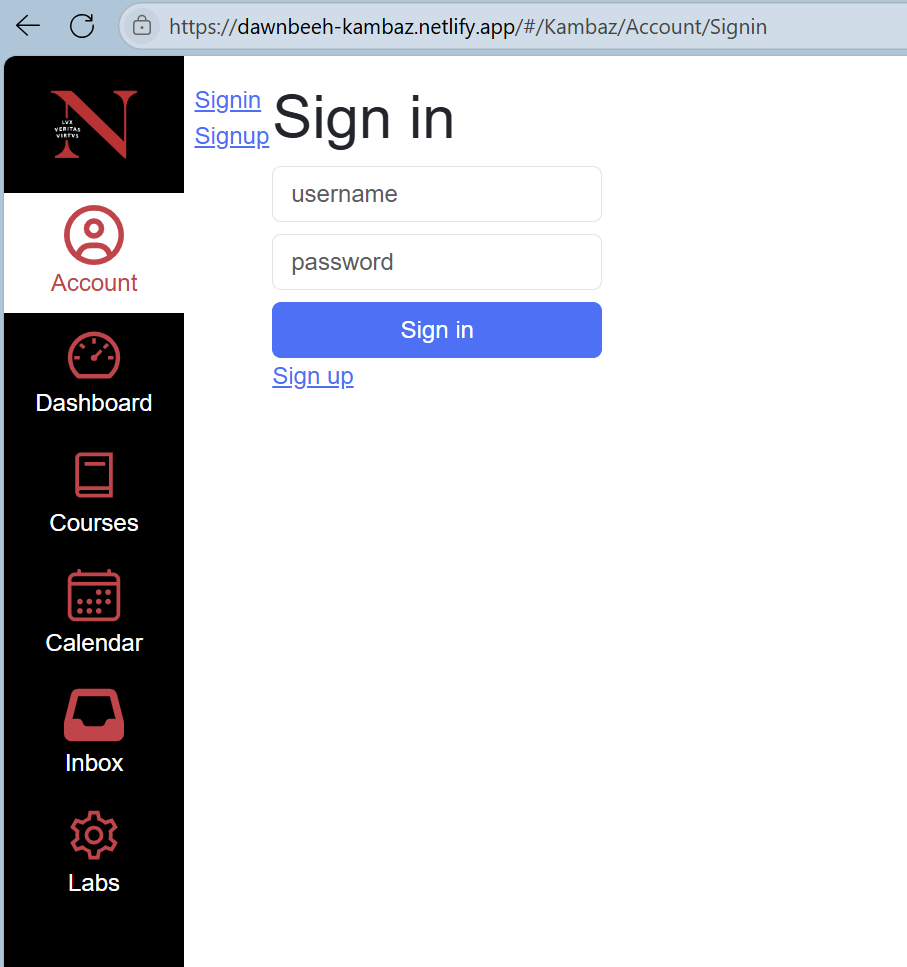 https://dawnbeeh-kambaz.netlify.app/#/Kambaz/Account/Signin
LVX
VERITAS
VIRTVS
N
Account
Dashboard
Courses
Calendar
Inbox
Labs
Signin
Signup
Sign in
username
password
Sign in
Sign up